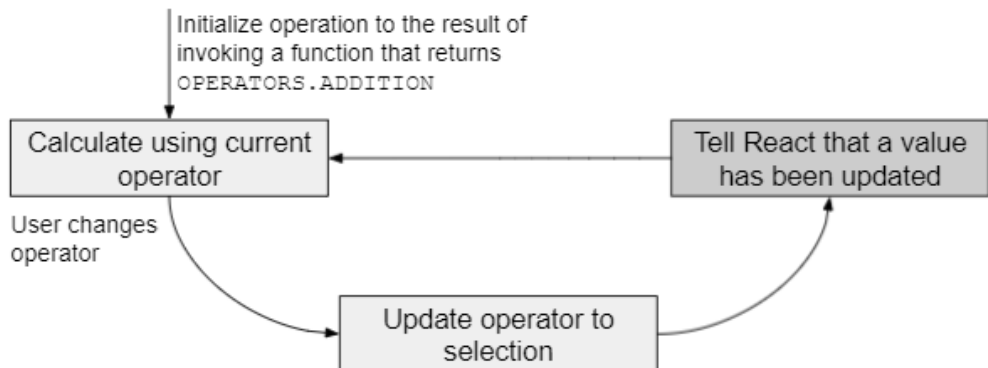 Initialize operation to the result of
invoking a function that returns
OPERATORS.ADDITION
Calculate using current
operator
Tell React that a value
has been updated
User changes
operator
Update operator to
selection